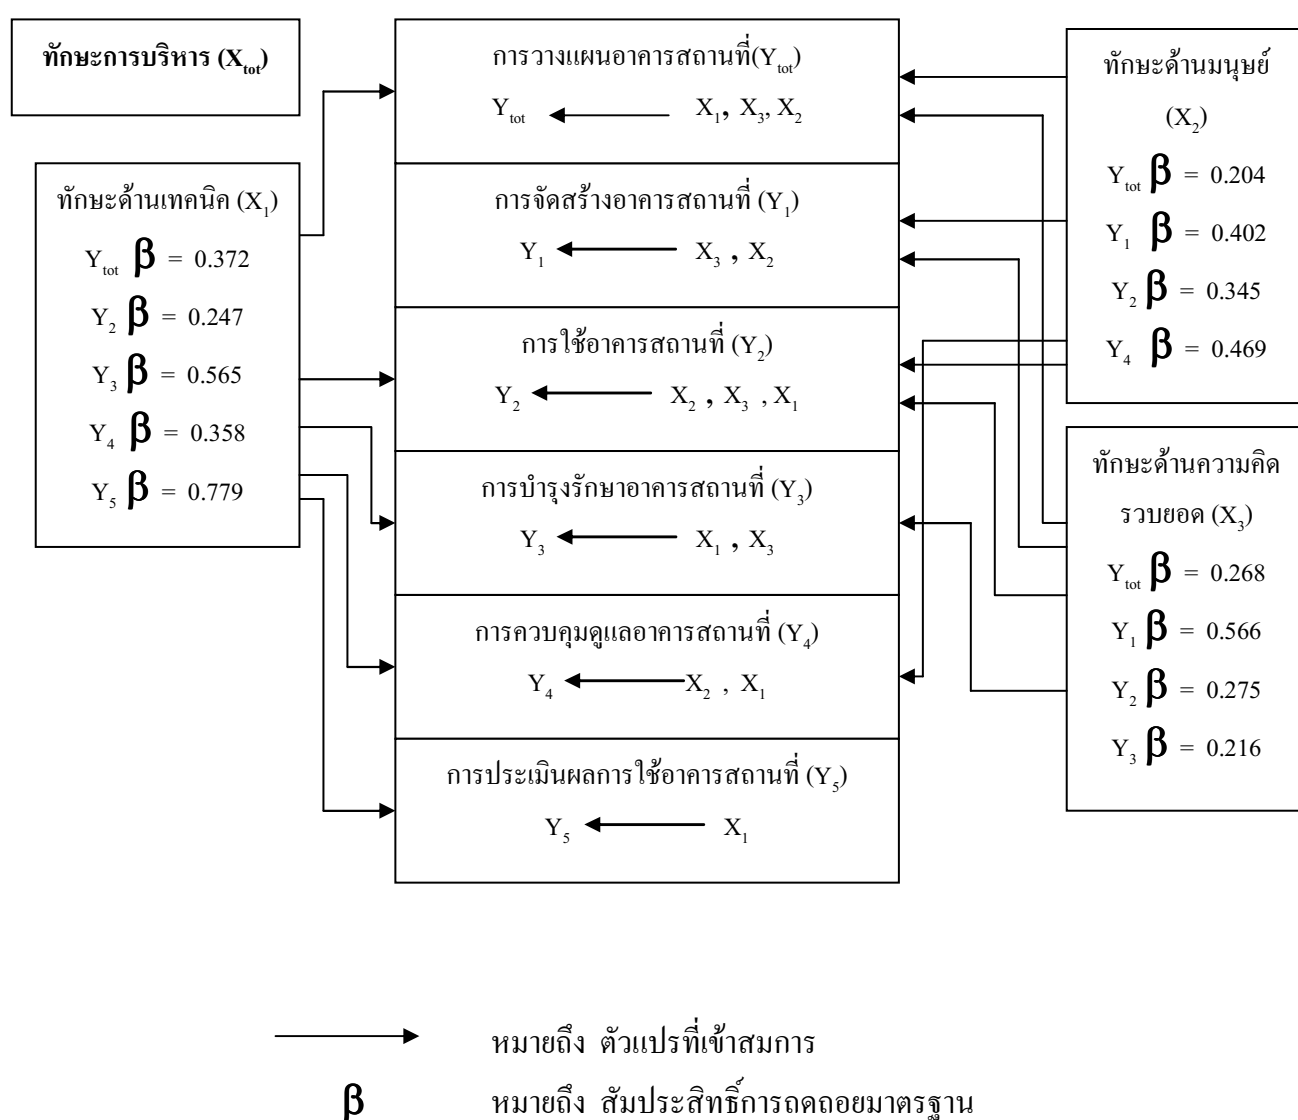 ทักษะการบริหาร (Xtot)
ทักษะด้านเทคนิค (X1)
Ytot β = 0.372
Y2 β = 0.247
Y3 β = 0.565
Y4 β = 0.358
Y5 β = 0.779
การวางแผนอาคารสถานที่(Ytot)
Ytot X1, X3, X2
การจัดสร้างอาคารสถานที่ (Y1)
Y1 X3 , X2
การใช้อาคารสถานที่ (Y2)
Y2 X2 , X3 , X1
การบำรุงรักษาอาคารสถานที่ (Y3)
Y3 X1 , X3
การควบคุมดูแลอาคารสถานที่ (Y4)
Y4 X2 , X1
การประเมินผลการใช้อาคารสถานที่ (Y5)
Y5 X1
ทักษะด้านมนุษย์
(X2)
Ytot β = 0.204
Y1 β = 0.402
Y2 β = 0.345
Y4 β = 0.469
ทักษะด้านความคิด
รวบยอด (X3)
Ytot β = 0.268
Y1 β = 0.566
Y2 β = 0.275
Y3 β = 0.216
หมายถึง ตัวแปรที่เข้าสมการ
β หมายถึง สัมประสิทธิ์การถดถอยมาตรฐาน